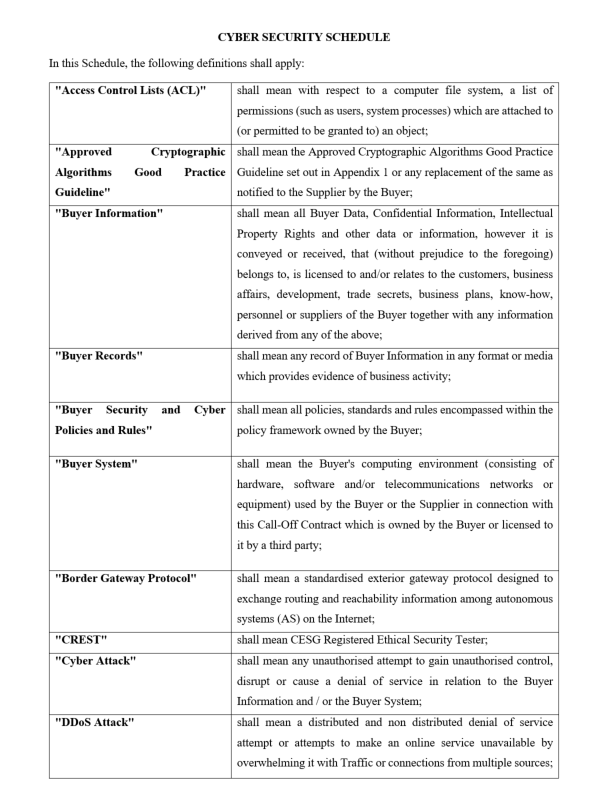 CYBER SECURITY SCHEDULE
In this Schedule, the following definitions shall apply:
"Access Control Lists (ACL)"
shall mean with respect to a computer file system, a list of
permissions (such as users, system processes) which are attached to
(or permitted to be granted to) an object;
"Approved Cryptographic
Algorithms Good Practice
Guideline"
shall mean the Approved Cryptographic Algorithms Good Practice
Guideline set out in Appendix 1 or any replacement of the same as
notified to the Supplier by the Buyer;
"Buyer Information"
shall mean all Buyer Data, Confidential Information, Intellectual
Property Rights and other data or information, however it is
conveyed or received, that (without prejudice to the foregoing)
belongs to, is licensed to and/or relates to the customers, business
affairs, development, trade secrets, business plans, know-how,
personnel or suppliers of the Buyer together with any information
derived from any of the above;
"Buyer Records"
shall mean any record of Buyer Information in any format or media
which provides evidence of business activity;
"Buyer Security and Cyber
Policies and Rules"
shall mean all policies, standards and rules encompassed within the
policy framework owned by the Buyer;
"Buyer System"
shall mean the Buyer's computing environment (consisting of
hardware, software and/or telecommunications networks or
equipment) used by the Buyer or the Supplier in connection with
this Call-Off Contract which is owned by the Buyer or licensed to
it by a third party;
"Border Gateway Protocol"
shall mean a standardised exterior gateway protocol designed to
exchange routing and reachability information among autonomous
systems (AS) on the Internet;
"CREST"
shall mean CESG Registered Ethical Security Tester;
"Cyber Attack"
shall mean any unauthorised attempt to gain unauthorised control,
disrupt or cause a denial of service in relation to the Buyer
Information and / or the Buyer System;
"DDoS Attack"
shall mean a distributed and non distributed denial of service
attempt or attempts to make an online service unavailable by
overwhelming it with Traffic or connections from multiple sources;